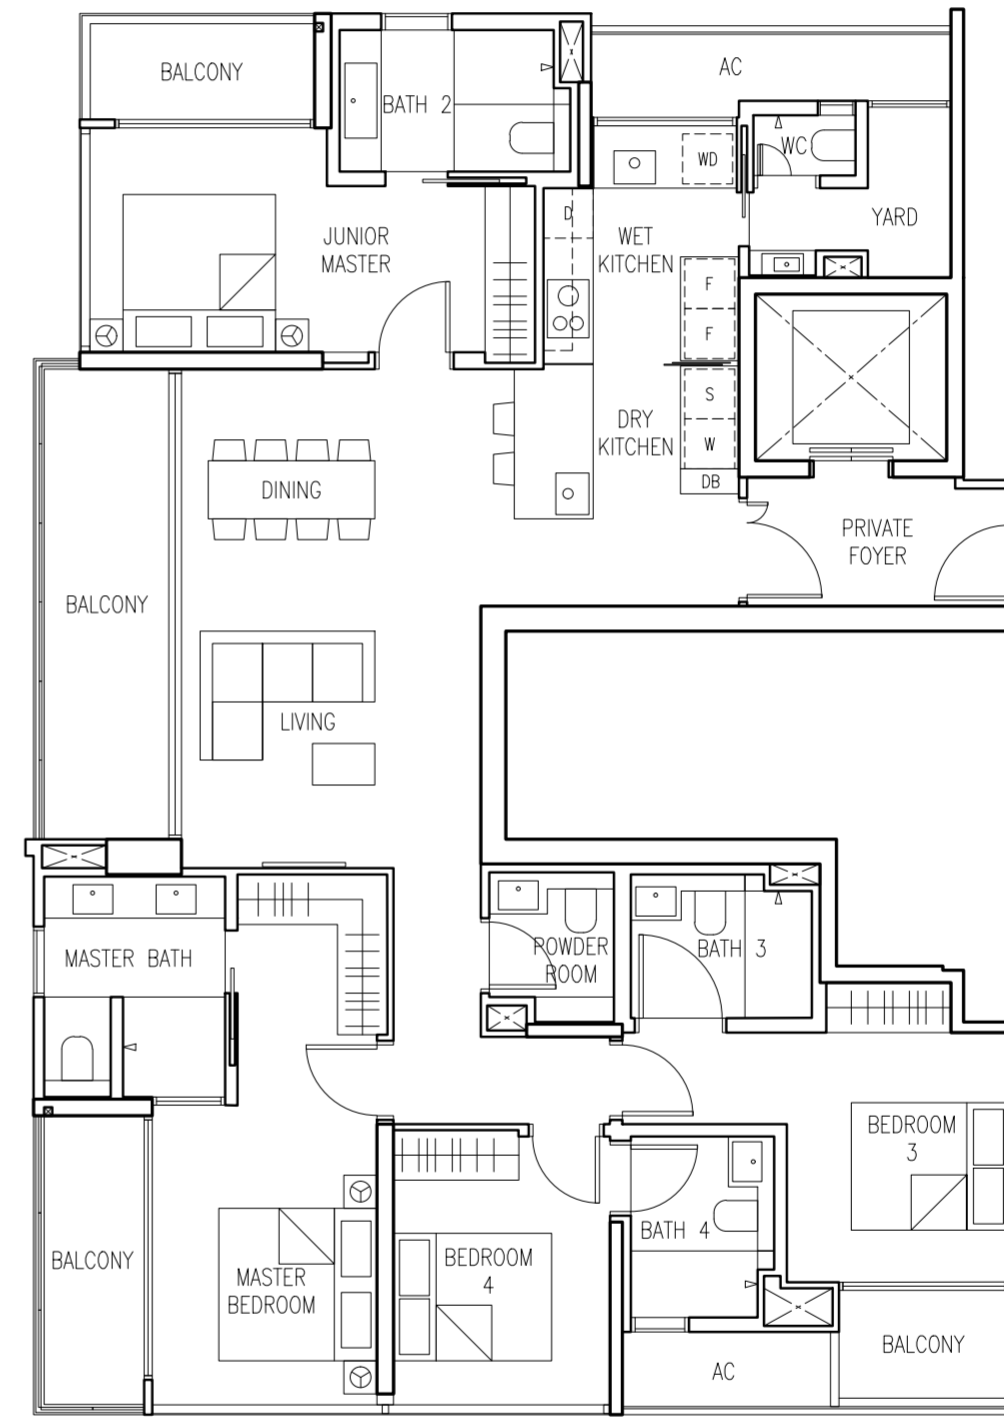 BALCONY
BATH 2
AC
WD
WC
D
YARD
JUNIOR
MASTER
WET
KITCHEN
F
F
S
DRY
KITCHEN
W
DB
DINING
PRIVATE
FOYER
BALCONY
LIVING
MASTER BATH
POWDER
ROOM
BATH 3
BEDROOM
3
BALCONY
MASTER
BEDROOM
BEDROOM
4
BATH 4
AC
BALCONY